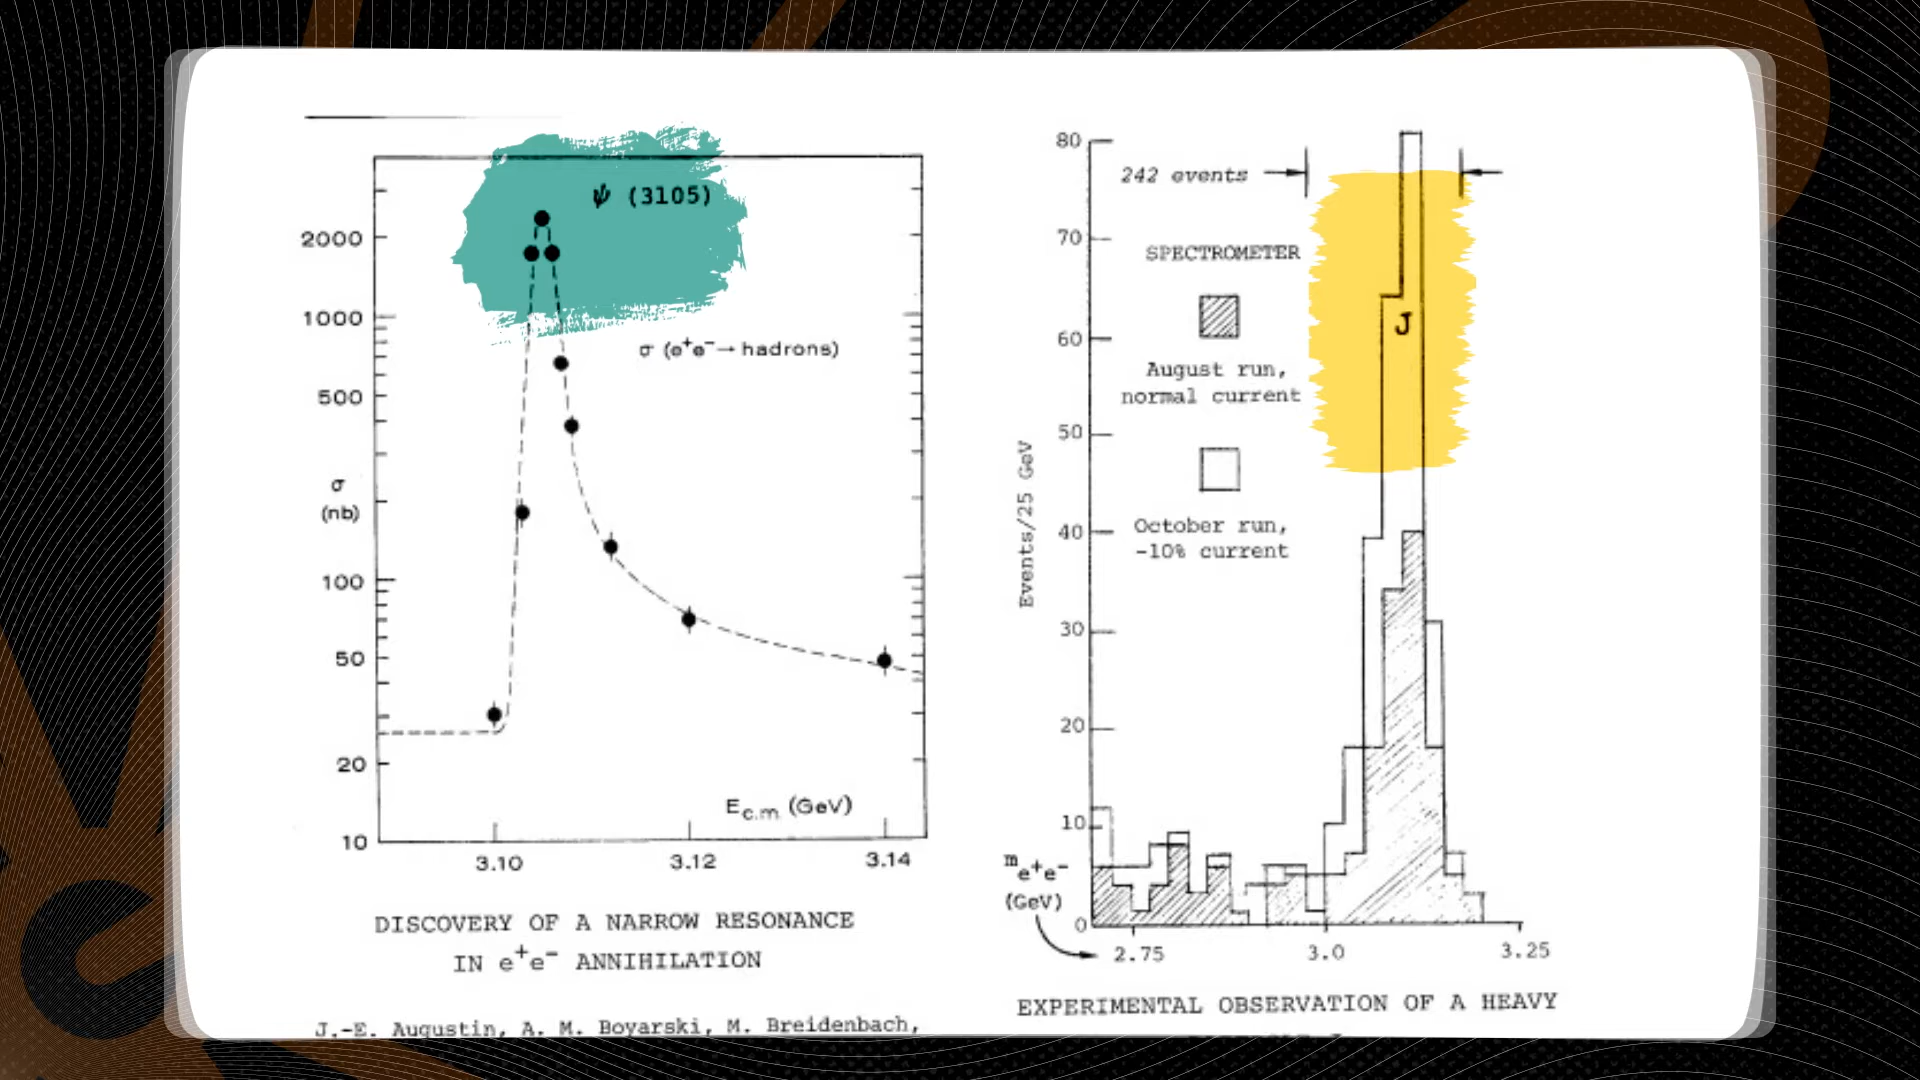 ψ (3105)
2000
1000
500
σ
(nb)
100
50
20
10
σ (e⁺e⁻→ hadrons)
E c.m (GeV)
3.10
3.12
3.14
DISCOVERY OF A NARROW RESONANCE
IN e⁺e⁻ ANNIHILATION
J.-E. Augustin, A. M. Boyarski, M. Breidenbach,
80
242 events
70
SPECTROMETER
60
J
August run,
normal current
50
Events/25 GeV
40
October run,
-10% current
30
20
10
m e⁺e⁻
(GeV)
0
2.75
3.0
3.25
EXPERIMENTAL OBSERVATION OF A HEAVY